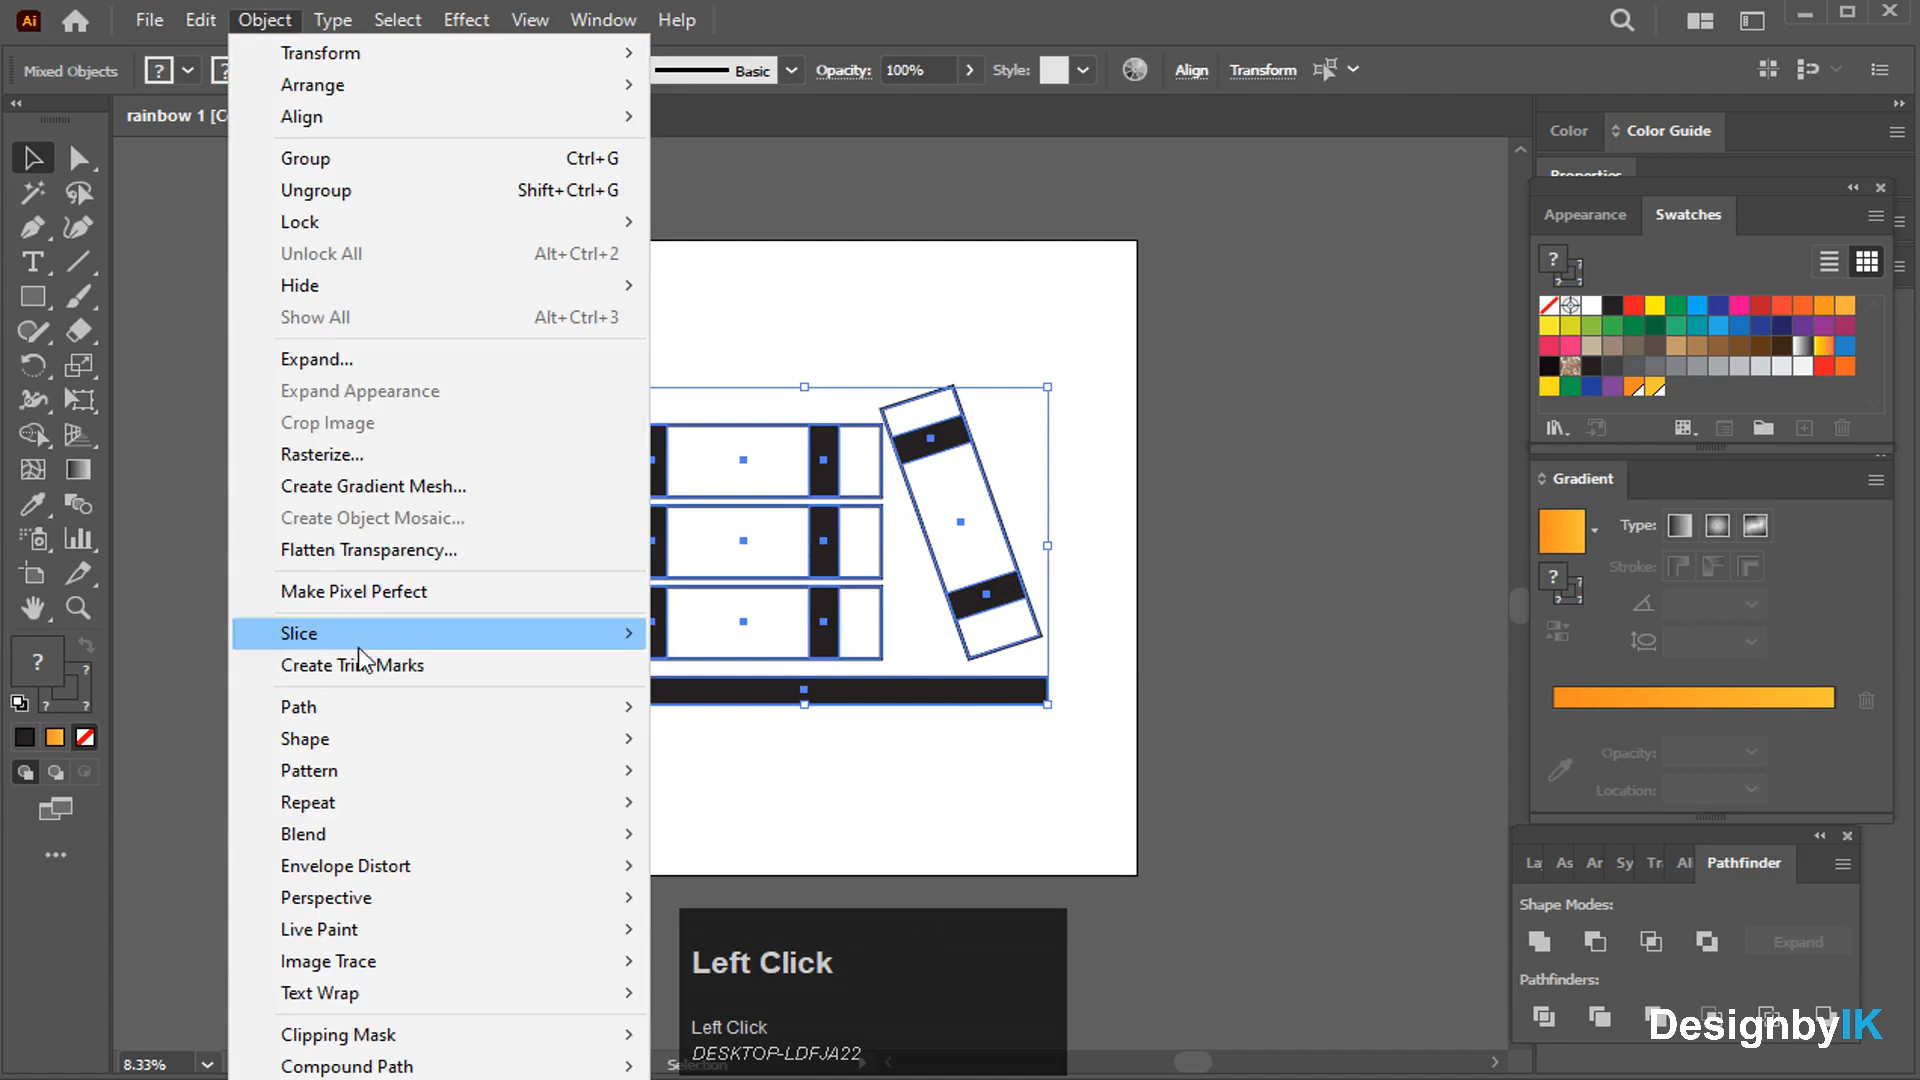 Ai File Edit Object Type Select Effect View Window Help
Mixed Objects ? Basic Opacity: 100% Style: Align Transform
rainbow 1
Transform
Arrange
Align
Group Ctrl+G
Ungroup Shift+Ctrl+G
Lock
Unlock All Alt+Ctrl+2
Hide
Show All Alt+Ctrl+3
Expand...
Expand Appearance
Crop Image
Rasterize...
Create Gradient Mesh...
Create Object Mosaic...
Flatten Transparency...
Make Pixel Perfect
Slice
Create Trim Marks
Path
Shape
Pattern
Repeat
Blend
Envelope Distort
Perspective
Live Paint
Image Trace
Text Wrap
Clipping Mask
Compound Path
8.33%
Color Color Guide
Properties
Appearance Swatches
?
Gradient
Type:
Stroke:
?
Opacity:
Location:
As Ar Sy Pathfinder
Shape Modes:
Expand
Pathfinders:
Left Click
Left Click
DESKTOP-LDFJA22
Selection
DesignbyIK